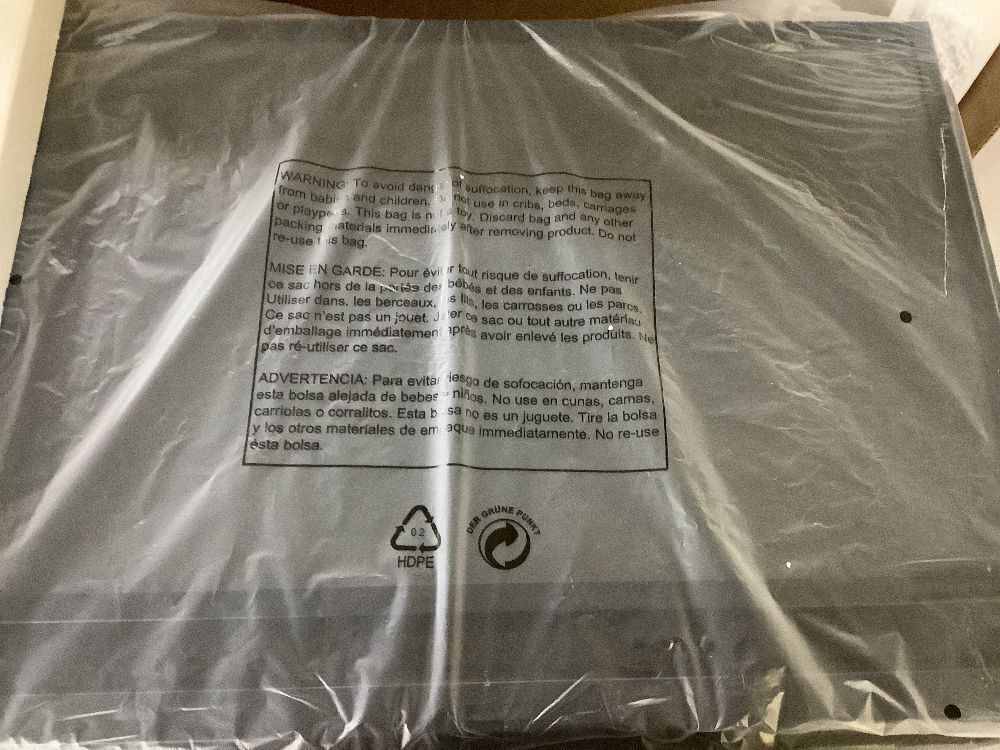 WARNING: To avoid danger of suffocation, keep this bag away
from babies and children. Do not use in cribs, beds, carriages
or playpens. This bag is not a toy. Discard bag and any other
packing materials immediately after removing product. Do not
re-use this bag.
MISE EN GARDE: Pour éviter tout risque de suffocation, tenir
ce sac hors de la portée des bébés et des enfants. Ne pas
Utiliser dans, les berceaux, les lits, les carrosses ou les parcs.
Ce sac n'est pas un jouet. Jeter ce sac ou tout autre matériau
d'emballage immédiatement après avoir enlevé les produits. Ne
pas ré-utiliser ce sac.
ADVERTENCIA: Para evitar riesgo de sofocación, mantenga
esta bolsa alejada de bebes y niños. No use en cunas, camas,
carriolas o corralitos. Esta bolsa no es un juguete. Tire la bolsa
y los otros materiales de empaque immediatamente. No re-use
ésta bolsa.
02
HDPE
DER GRÜNE PUNKT